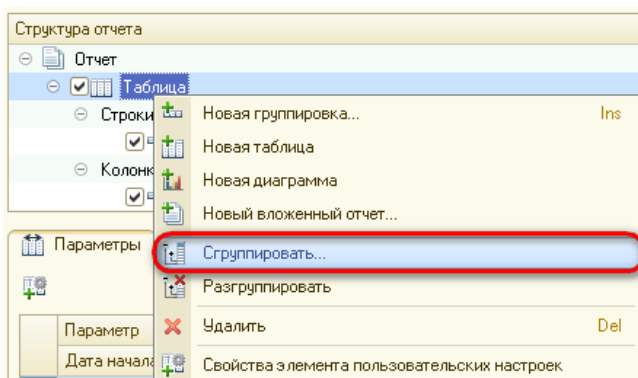 Структура отчета
Отчет
Таблица
Строки
Новая группировка... Ins
Новая таблица
Колонк
Новая диаграмма
Новый вложенный отчет...
Параметры
Сгруппировать...
Разгруппировать
Параметр
Удалить Del
Дата начала
Свойства элемента пользовательских настроек